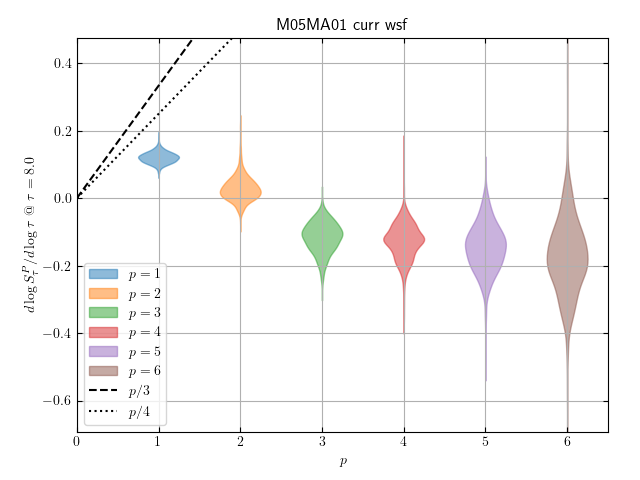 M05MA01 curr wsf
d log S_τ^P / d log τ @ τ = 8.0
0.4
0.2
0.0
−0.2
−0.4
−0.6
p = 1
p = 2
p = 3
p = 4
p = 5
p = 6
p/3
p/4
0 1 2 3 4 5 6
p